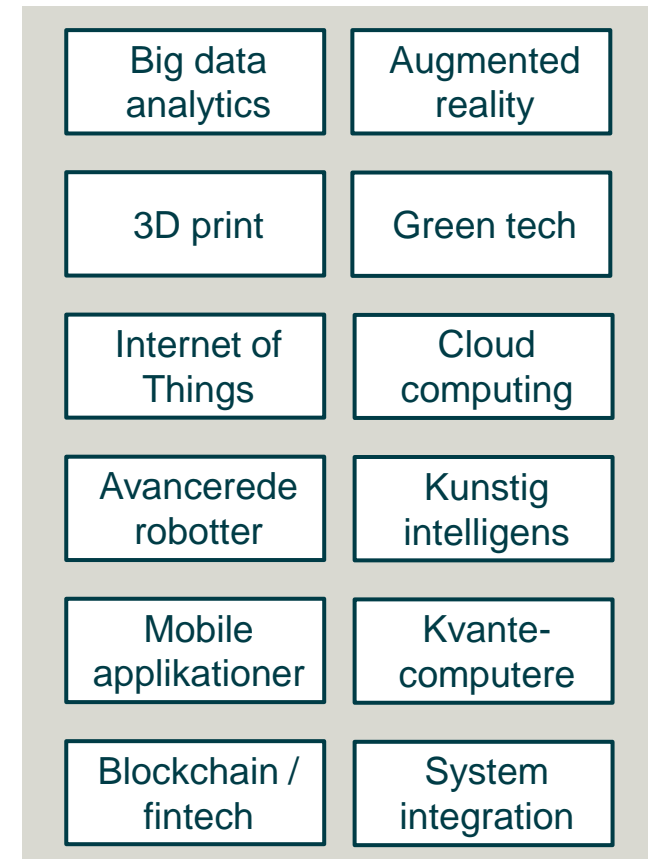 Big data
analytics
Augmented
reality
3D print
Green tech
Internet of
Things
Cloud
computing
Avancerede
robotter
Kunstig
intelligens
Mobile
applikationer
Kvante-
computere
Blockchain /
fintech
System
integration